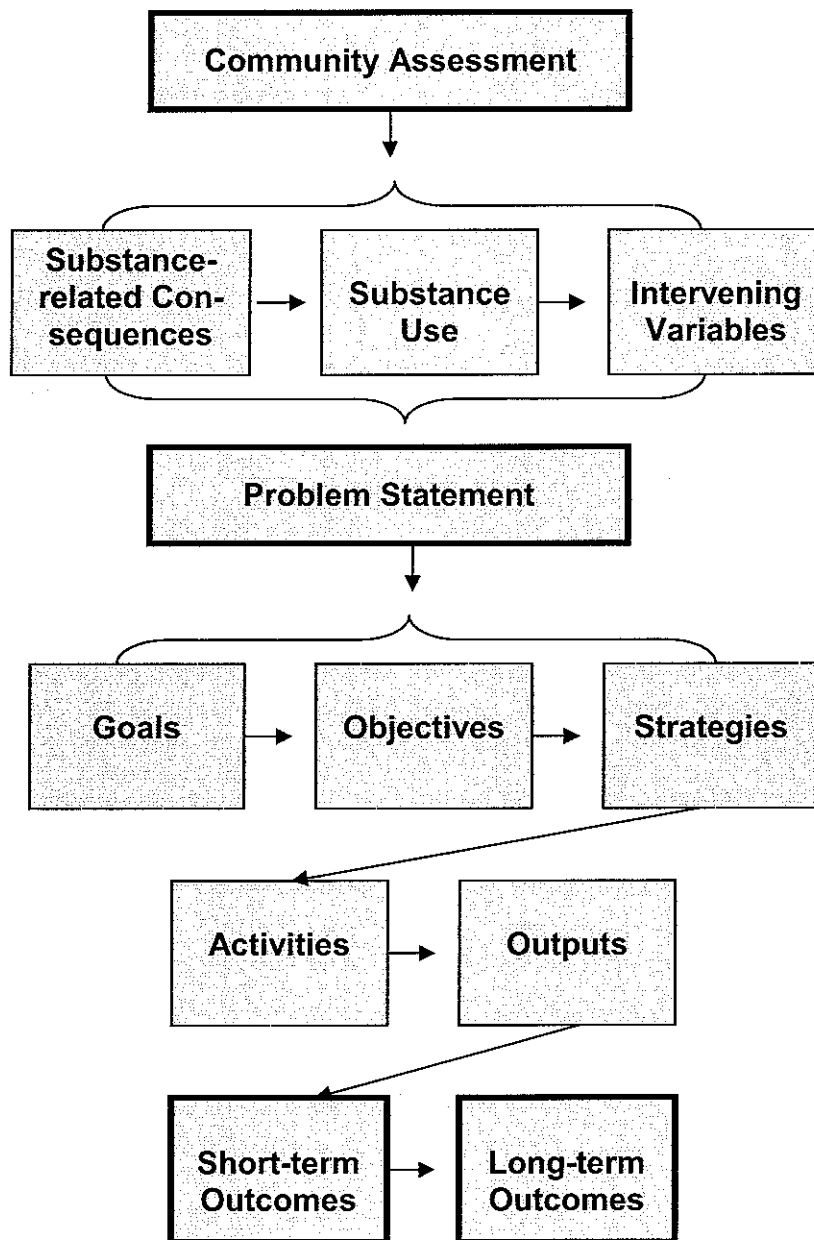 Community Assessment
Substance-
related Con-
sequences
Substance
Use
Intervening
Variables
Problem Statement
Goals
Objectives
Strategies
Activities
Outputs
Short-term
Outcomes
Long-term
Outcomes